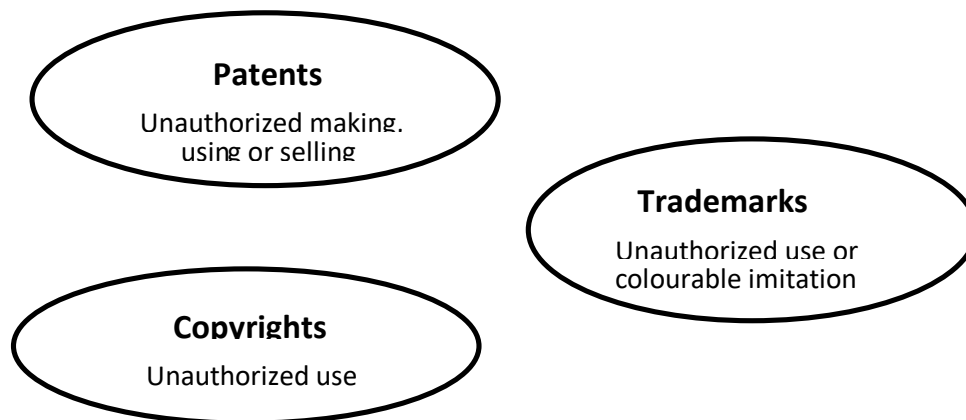 Patents
Unauthorized making,
using or selling
Trademarks
Unauthorized use or
colourable imitation
Copyrights
Unauthorized use